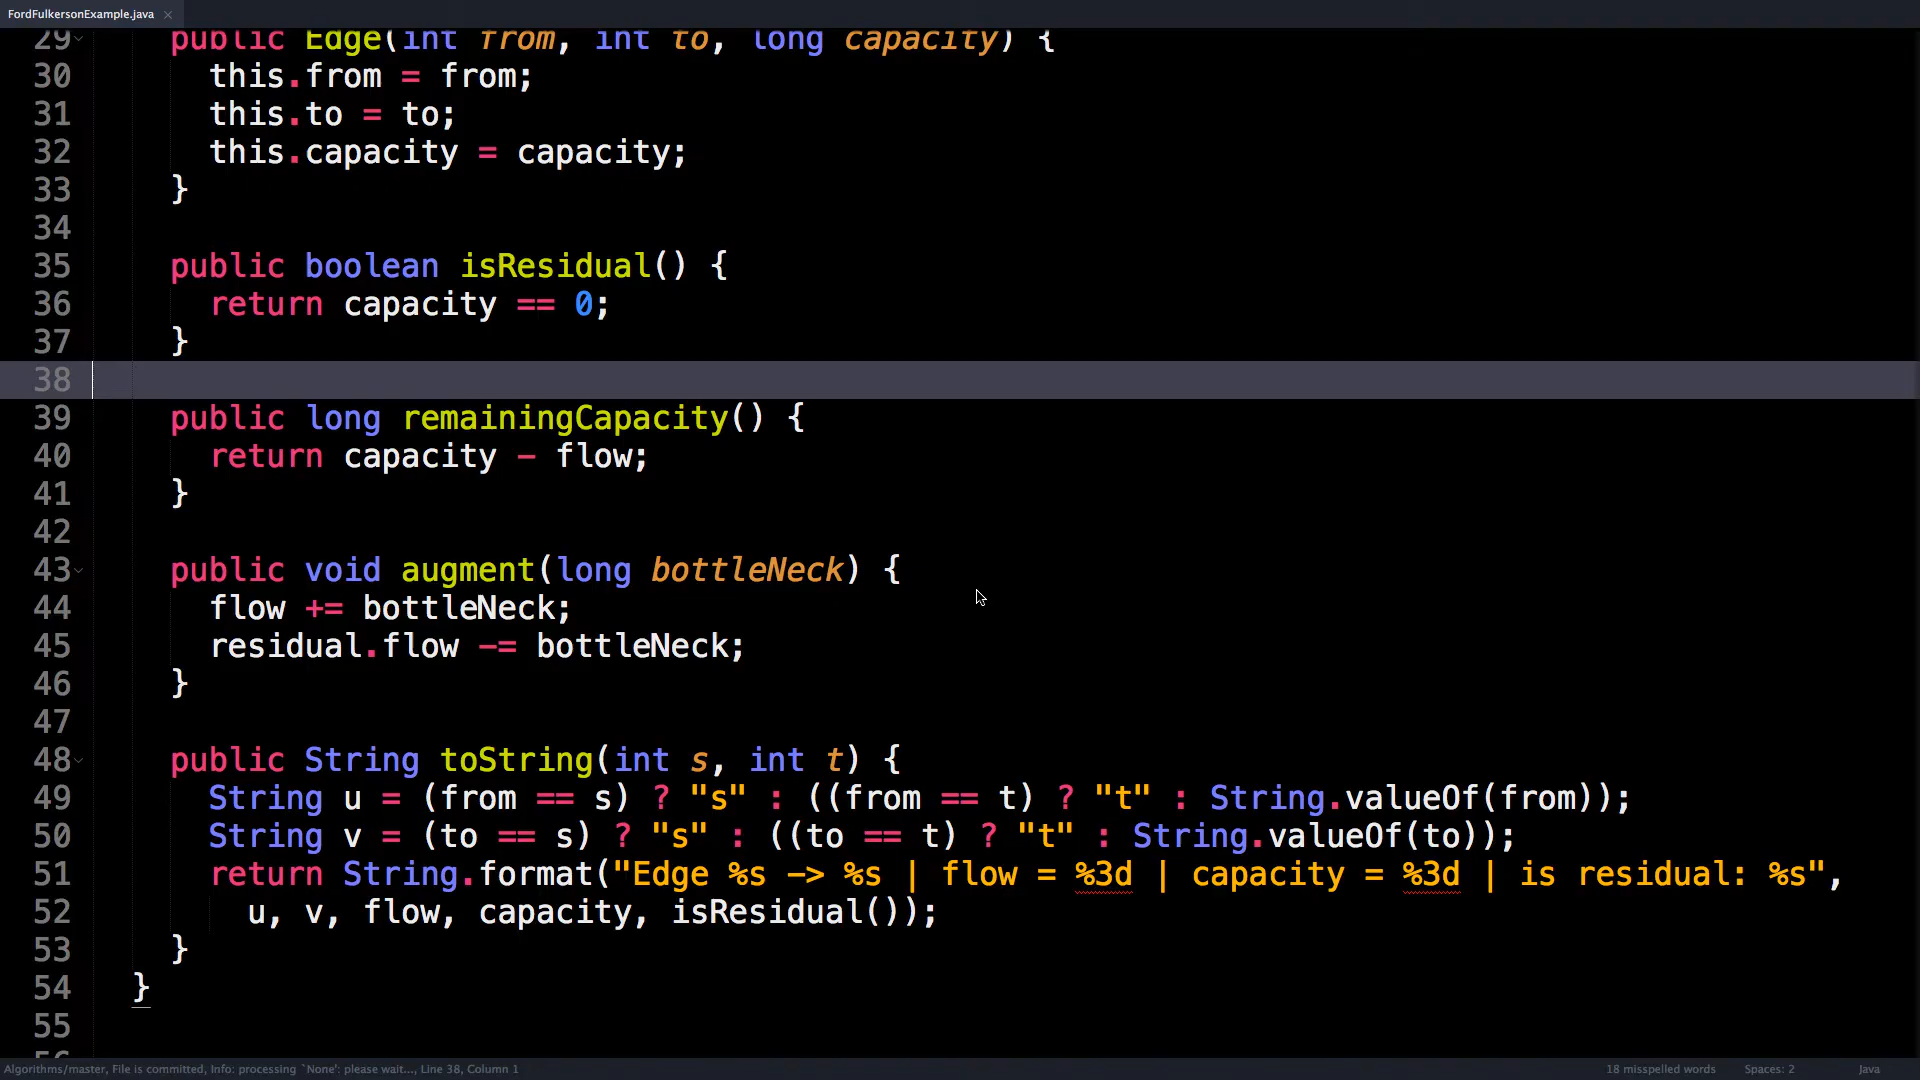 FordFulkersonExample.java ×
29 public Edge(int from, int to, long capacity) {
30 this.from = from;
31 this.to = to;
32 this.capacity = capacity;
33 }
34
35 public boolean isResidual() {
36 return capacity == 0;
37 }
38
39 public long remainingCapacity() {
40 return capacity - flow;
41 }
42
43 public void augment(long bottleNeck) {
44 flow += bottleNeck;
45 residual.flow -= bottleNeck;
46 }
47
48 public String toString(int s, int t) {
49 String u = (from == s) ? "s" : ((from == t) ? "t" : String.valueOf(from));
50 String v = (to == s) ? "s" : ((to == t) ? "t" : String.valueOf(to));
51 return String.format("Edge %s -> %s | flow = %3d | capacity = %3d | is residual: %s",
52 u, v, flow, capacity, isResidual());
53 }
54 }
55
Algorithms/master, File is committed, Info: processing `None': please wait..., Line 38, Column 1 18 misspelled words Spaces: 2 Java